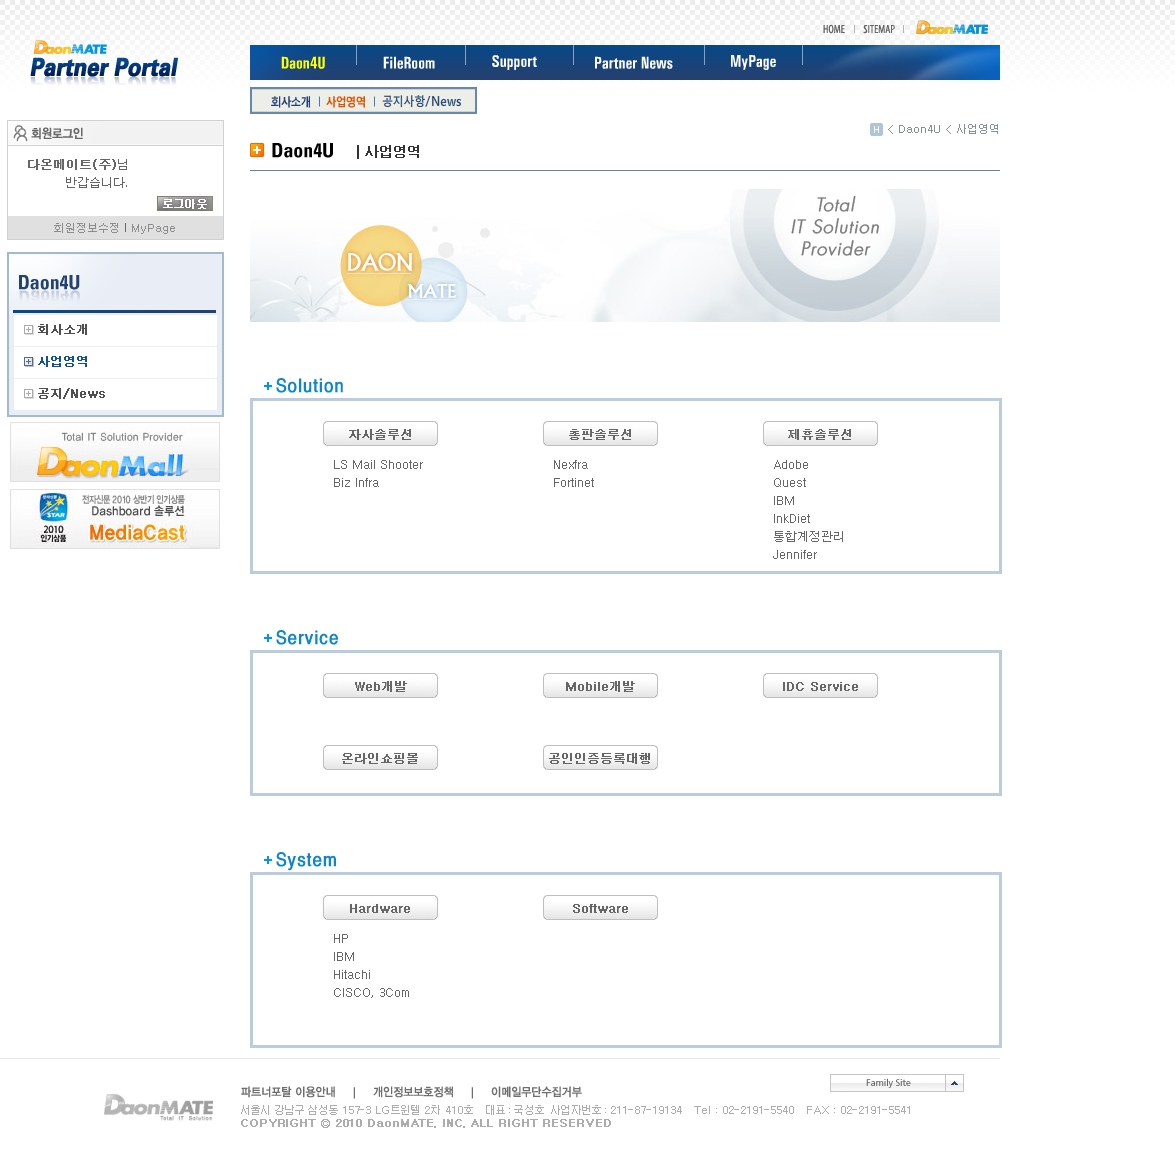 HOME | SITEMAP | DaonMATE
DaonMATE
Partner Portal
Daon4U FileRoom Support Partner News MyPage
회사소개 | 사업영역 | 공지사항/News
H < Daon4U < 사업영역
회원로그인
다온메이트(주)님
반갑습니다.
로그아웃
회원정보수정 | MyPage
Daon4U | 사업영역
Total
IT Solution
Provider
DAON
MATE
Daon4U
회사소개
사업영역
공지/News
Total IT Solution Provider
DaonMall
전자신문 2010 상반기 인기상품
Dashboard 솔루션
STAR
2010
인기상품
MediaCast
+ Solution
자사솔루션
LS Mail Shooter
Biz Infra
총판솔루션
Nexfra
Fortinet
제휴솔루션
Adobe
Quest
IBM
InkDiet
통합계정관리
Jennifer
+ Service
Web개발 Mobile개발 IDC Service
온라인쇼핑몰 공인인증등록대행
+ System
Hardware
HP
IBM
Hitachi
CISCO, 3Com
Software
Family Site
파트너포탈 이용안내 | 개인정보보호정책 | 이메일무단수집거부
DaonMATE
Total IT Solution
서울시 강남구 삼성동 157-3 LG트윈텔 2차 410호 대표 : 국성호 사업자번호 : 211-87-19134 Tel : 02-2191-5540 FAX : 02-2191-5541
COPYRIGHT © 2010 DaonMATE, INC, ALL RIGHT RESERVED